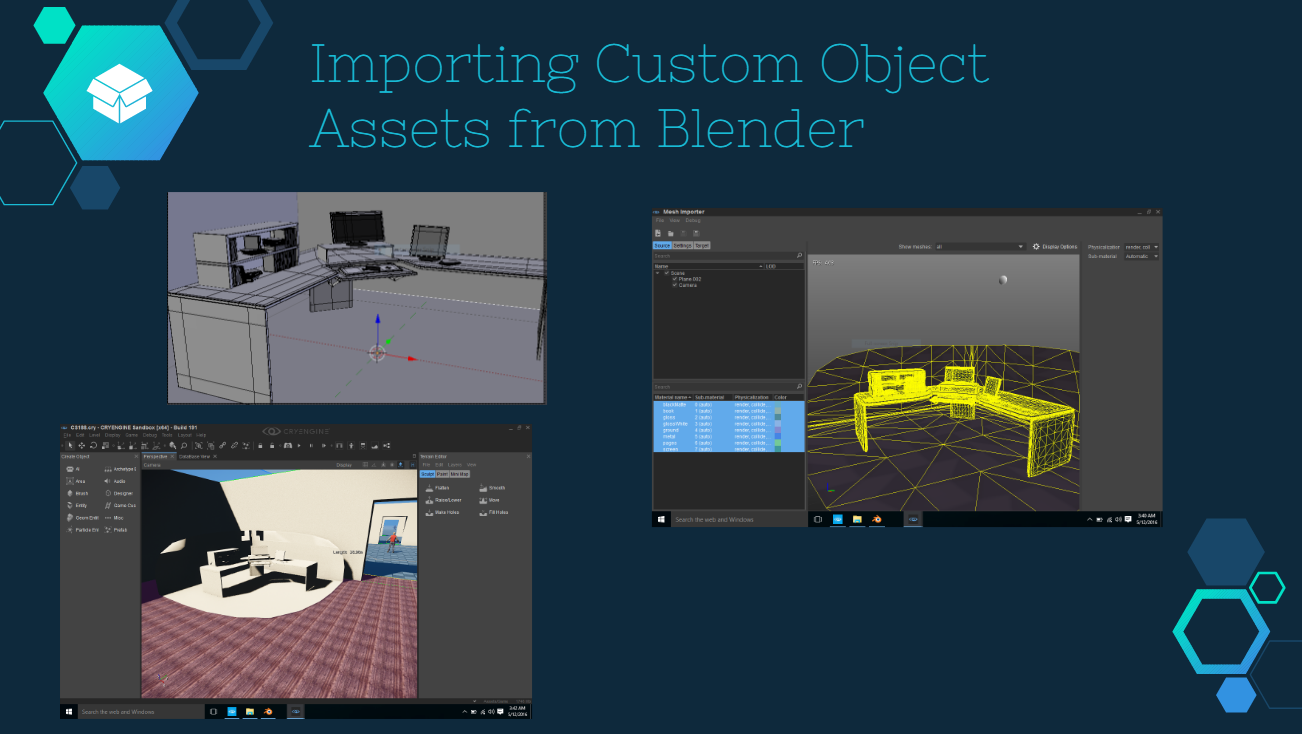 Importing Custom Object
Assets from Blender
Mesh Importer
File View Debug
Source Settings Target
Show meshes: all
Display Options
Physicalization render, coll
Sub-material: Automatic
Search
Name LOD
Scene
Plane.002
Camera
Search
Material name Sub-material Physicalization Color
0 (auto) render, collide..
1 (auto) render, collide..
glass 2 (auto) render, collide..
glossWhite 3 (auto) render, collide..
ground 4 (auto) render, collide..
metal 5 (auto) render, collide..
pages 6 (auto) render, collide..
screen 7 (auto) render, collide..
Search the web and Windows
3:40 AM
5/12/2016
CS188.cry - CRYENGINE Sandbox [x64] - Build 101
CRYENGINE
File Edit Level Display Game Debug Tools Layout Help
Create Object
Perspective
Database View
Terrain Editor
Camera
Display
File Edit Layers View
Sculpt Paint Mini Map
AI
Archetype E
Area
Audio
Brush
Designer
Entity
Game Cus
Geom Entit
Misc
Particle En
Prefab
Flatten
Smooth
Raise/Lower
Move
Make Holes
Fill Holes
Search the web and Windows
3:42 AM
5/12/2016